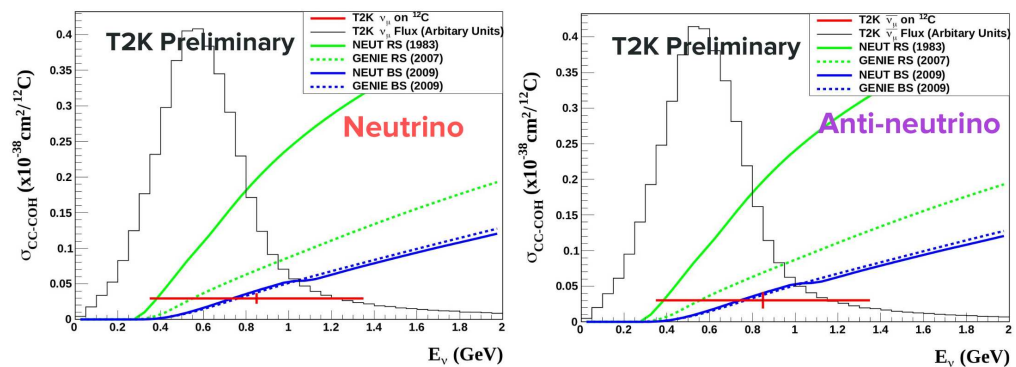 T2K Preliminary
T2K νμ on ¹²C
T2K νμ Flux (Arbitary Units)
NEUT RS (1983)
GENIE RS (2007)
NEUT BS (2009)
GENIE BS (2009)
Neutrino
σCC-COH (x10⁻³⁸cm²/¹²C)
0.4
0.35
0.3
0.25
0.2
0.15
0.1
0.05
0
0 0.2 0.4 0.6 0.8 1 1.2 1.4 1.6 1.8 2
Eν (GeV)
T2K Preliminary
T2K ν̅μ on ¹²C
T2K ν̅μ Flux (Arbitary Units)
NEUT RS (1983)
GENIE RS (2007)
NEUT BS (2009)
GENIE BS (2009)
Anti-neutrino
σCC-COH (x10⁻³⁸cm²/¹²C)
0.4
0.35
0.3
0.25
0.2
0.15
0.1
0.05
0
0 0.2 0.4 0.6 0.8 1 1.2 1.4 1.6 1.8 2
Eν (GeV)